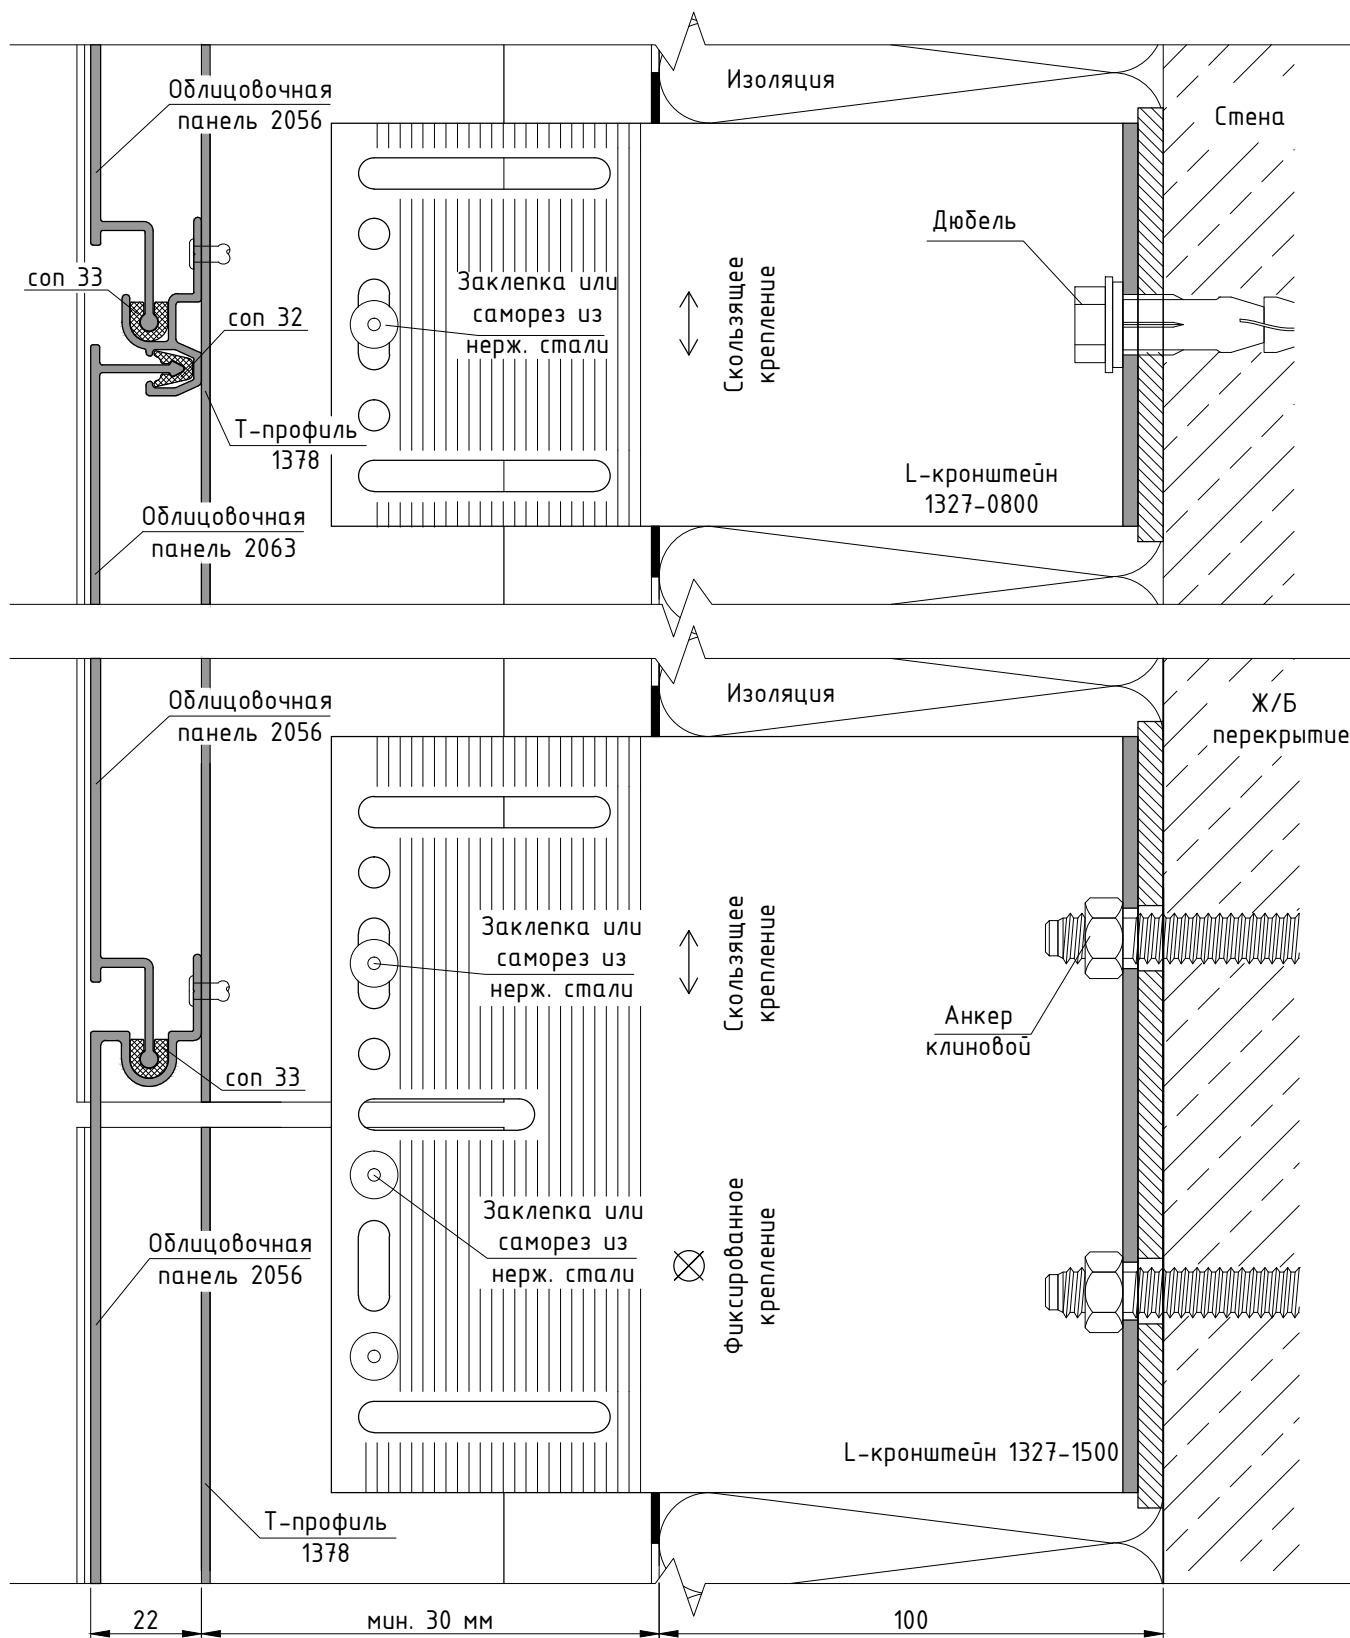 Облицовочная
панель 2056
Изоляция
Стена
Дюбель
соп 33
соп 32
Заклепка или
саморез из
нерж. стали
Скользящее
крепление
Т-профиль
1378
L-кронштейн
1327-0800
Облицовочная
панель 2063
Облицовочная
панель 2056
Изоляция
Ж/Б
перекрытие
Заклепка или
саморез из
нерж. стали
Скользящее
крепление
Анкер
клиновой
соп 33
Облицовочная
панель 2056
Заклепка или
саморез из
нерж. стали
Фиксированное
крепление
L-кронштейн 1327-1500
Т-профиль
1378
22
мин. 30 мм
100